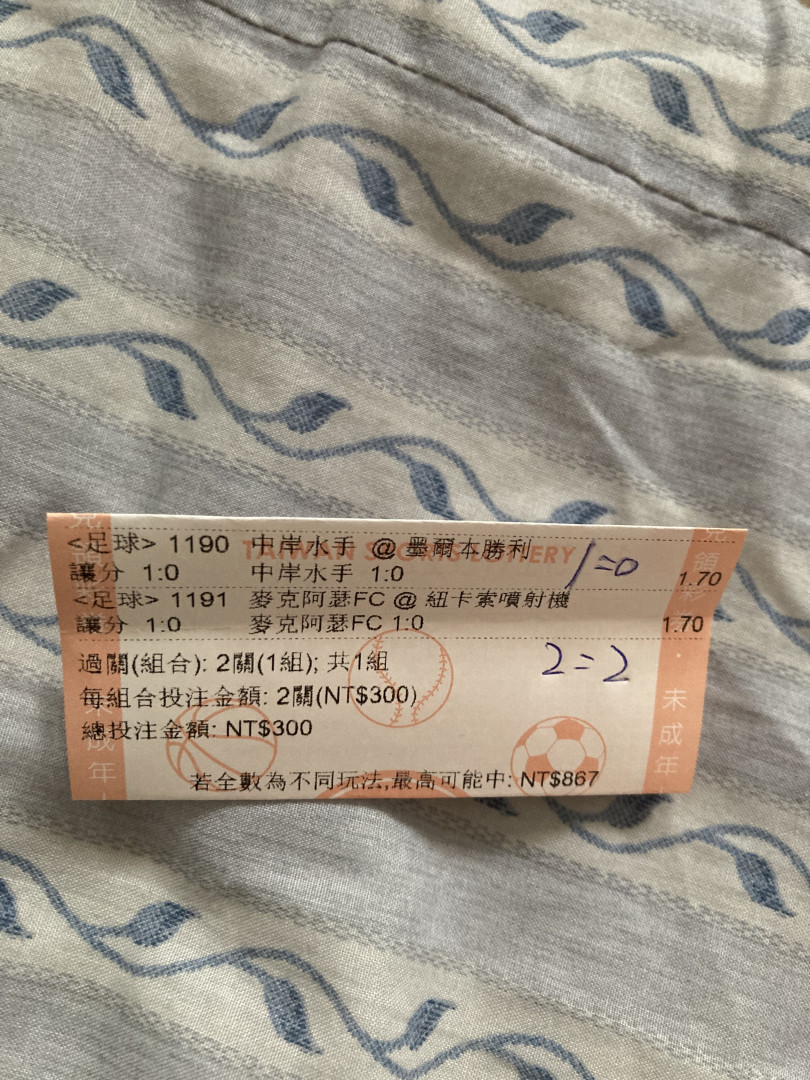 <足球> 1190 中岸水手 @ 墨爾本勝利
TAIWAN SPORTS LOTTERY
讓分 1:0 中岸水手 1:0 1=0 1.70
<足球> 1191 麥克阿瑟FC @ 紐卡索噴射機
讓分 1:0 麥克阿瑟FC 1:0 1.70
過關(組合): 2關(1組); 共1組 2=2
每組合投注金額: 2關(NT$300)
總投注金額: NT$300
若全數為不同玩法,最高可能中: NT$867
未成年
成年